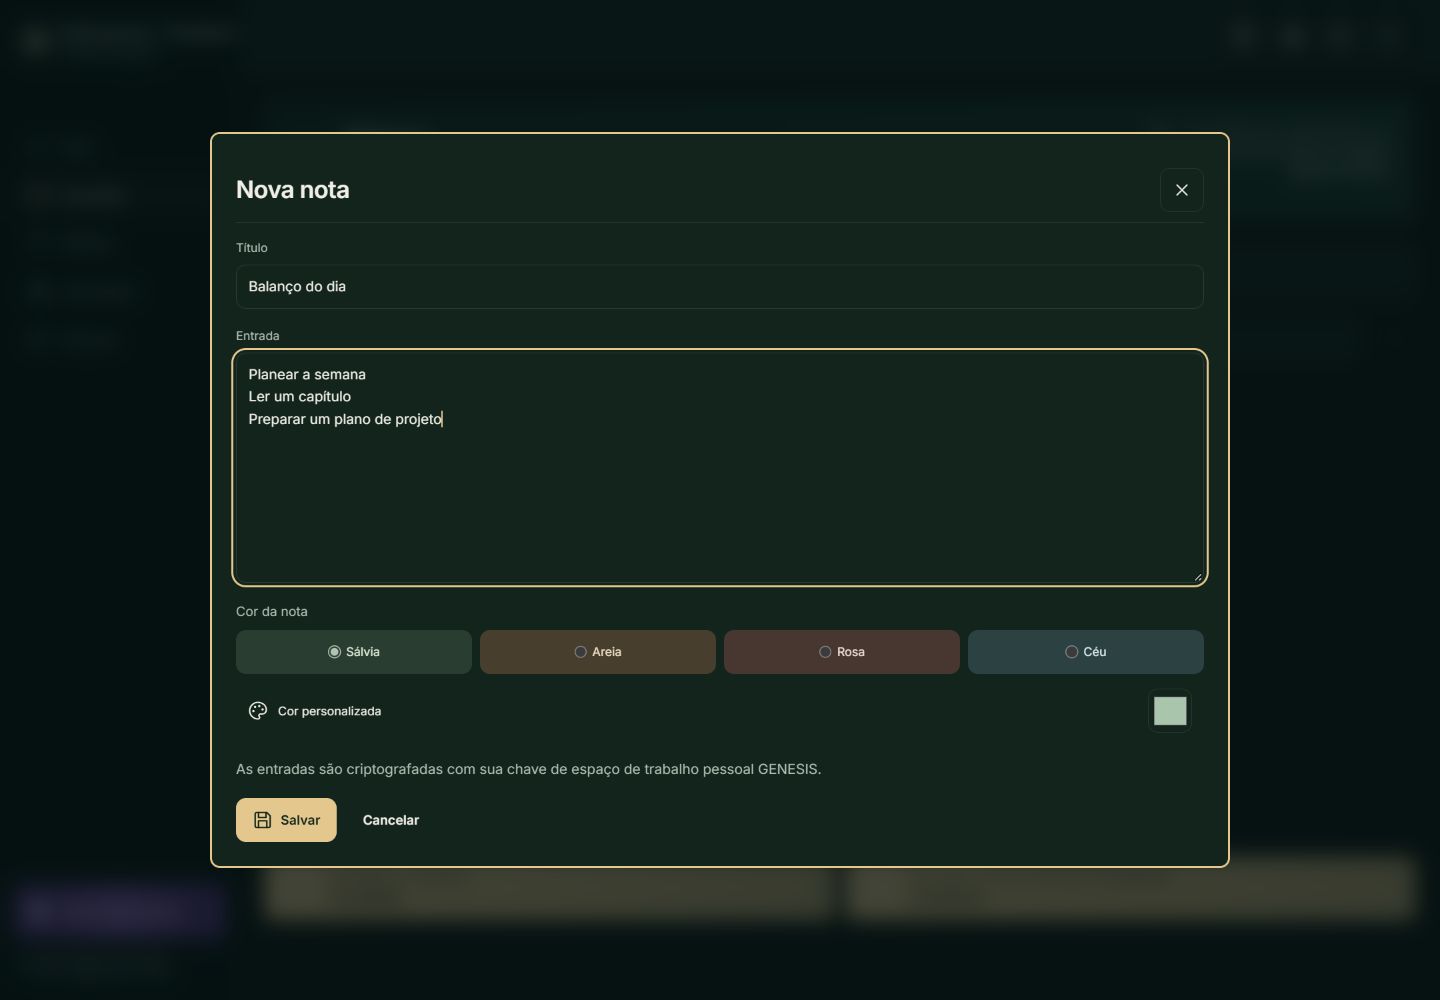 Nova nota
Título
Balanço do dia
Entrada
Planear a semana
Ler um capítulo
Preparar um plano de projeto
Cor da nota
Sálvia
Areia
Rosa
Céu
Cor personalizada
As entradas são criptografadas com sua chave de espaço de trabalho pessoal GENESIS.
Salvar
Cancelar